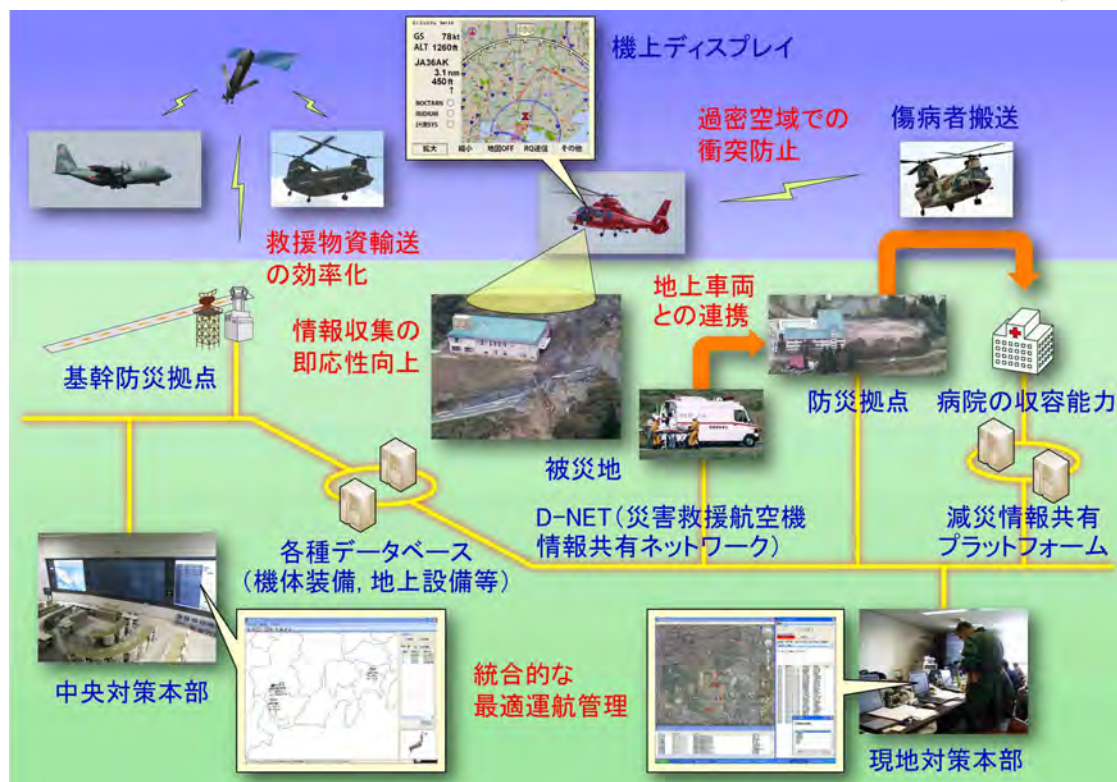 GS 78kt
ALT 1260ft
JA36AK
3.1nm
450ft
↑
拡大 縮小 地図OFF RQ送信 その他
機上ディスプレイ
過密空域での
衝突防止
傷病者搬送
救援物資輸送
の効率化
情報収集の
即応性向上
地上車両
との連携
基幹防災拠点
防災拠点
病院の収容能力
被災地
D-NET(災害救援航空機
情報共有ネットワーク)
減災情報共有
プラットフォーム
各種データベース
(機体装備, 地上設備等)
中央対策本部
統合的な
最適運航管理
現地対策本部